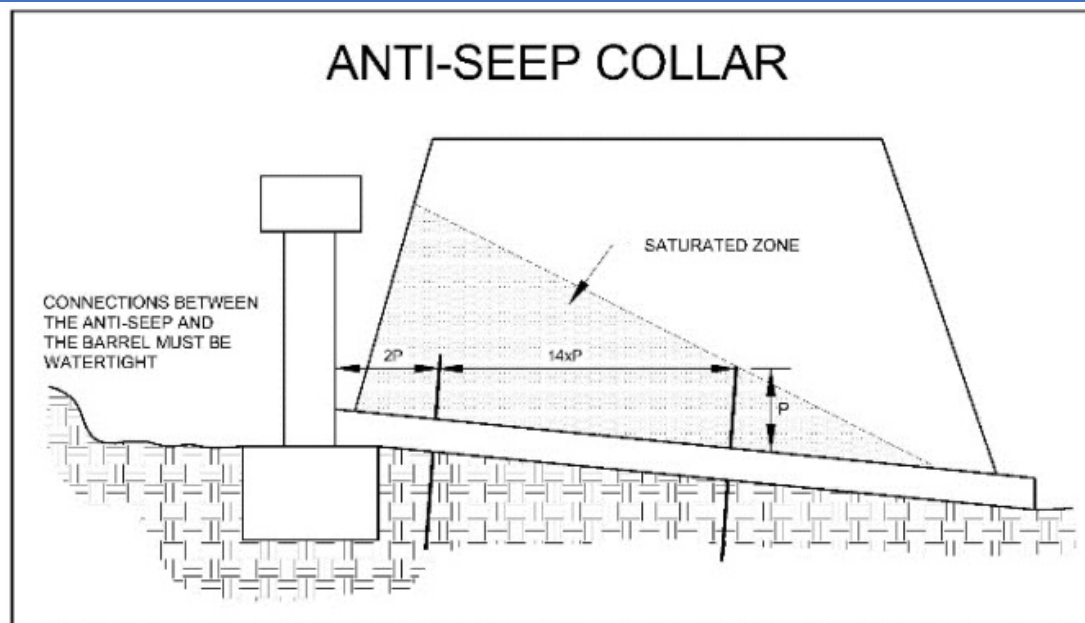 ANTI-SEEP COLLAR
SATURATED ZONE
CONNECTIONS BETWEEN
THE ANTI-SEEP AND
THE BARREL MUST BE
WATERTIGHT
2P
14xP
P